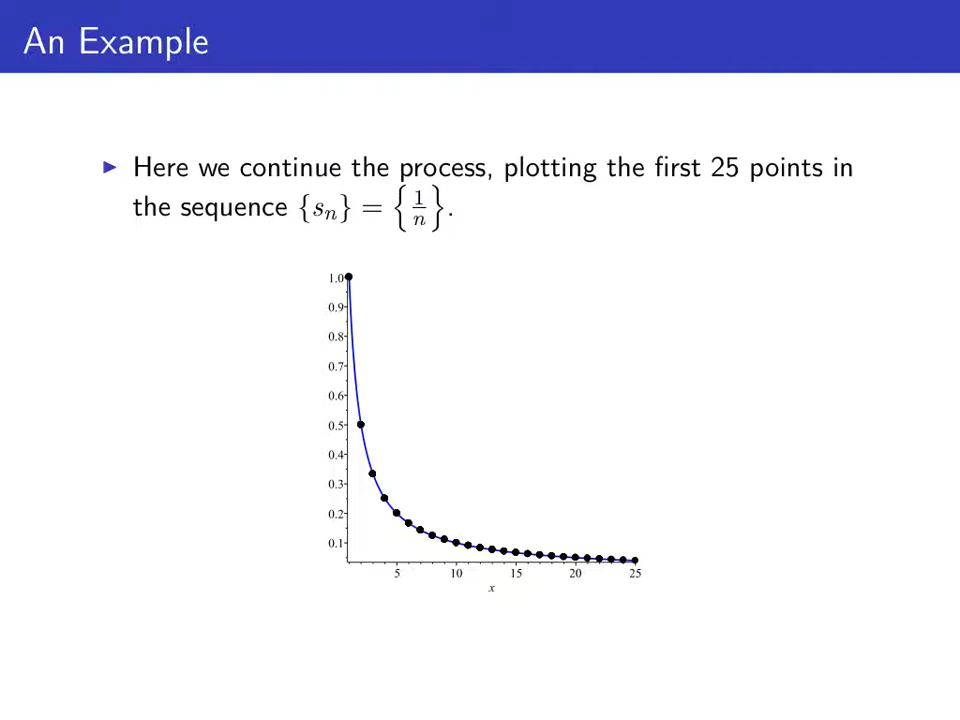 An Example
▶ Here we continue the process, plotting the first 25 points in
the sequence {sₙ} = {1/n}.
1.0
0.9
0.8
0.7
0.6
0.5
0.4
0.3
0.2
0.1
5 10 15 20 25
x